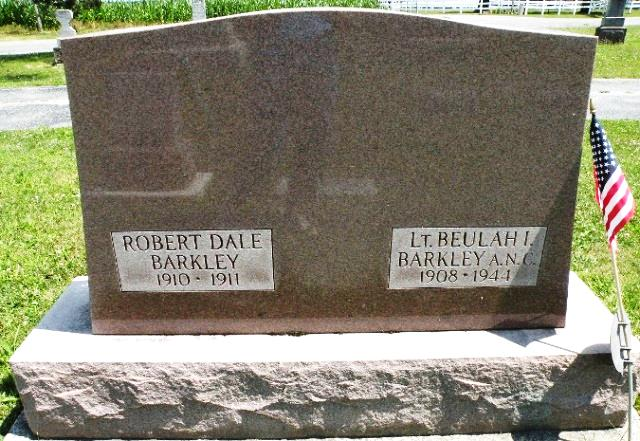 ROBERT DALE
BARKLEY
1910 • 1911
LT. BEULAH I.
BARKLEY A.N.C.
1908 • 1944